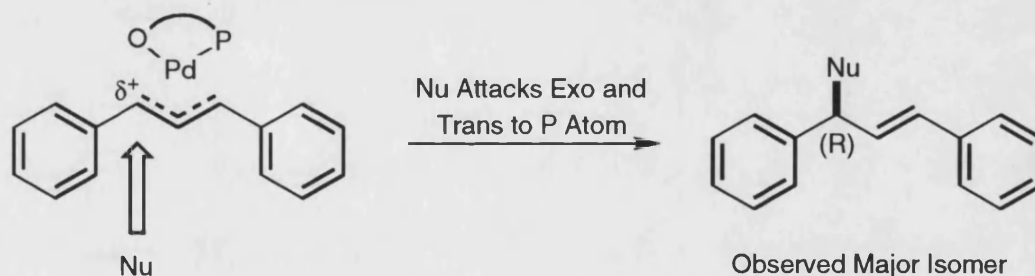 O P
Pd
δ+
Nu
Nu Attacks Exo and
Trans to P Atom
Nu
(R)
Observed Major Isomer